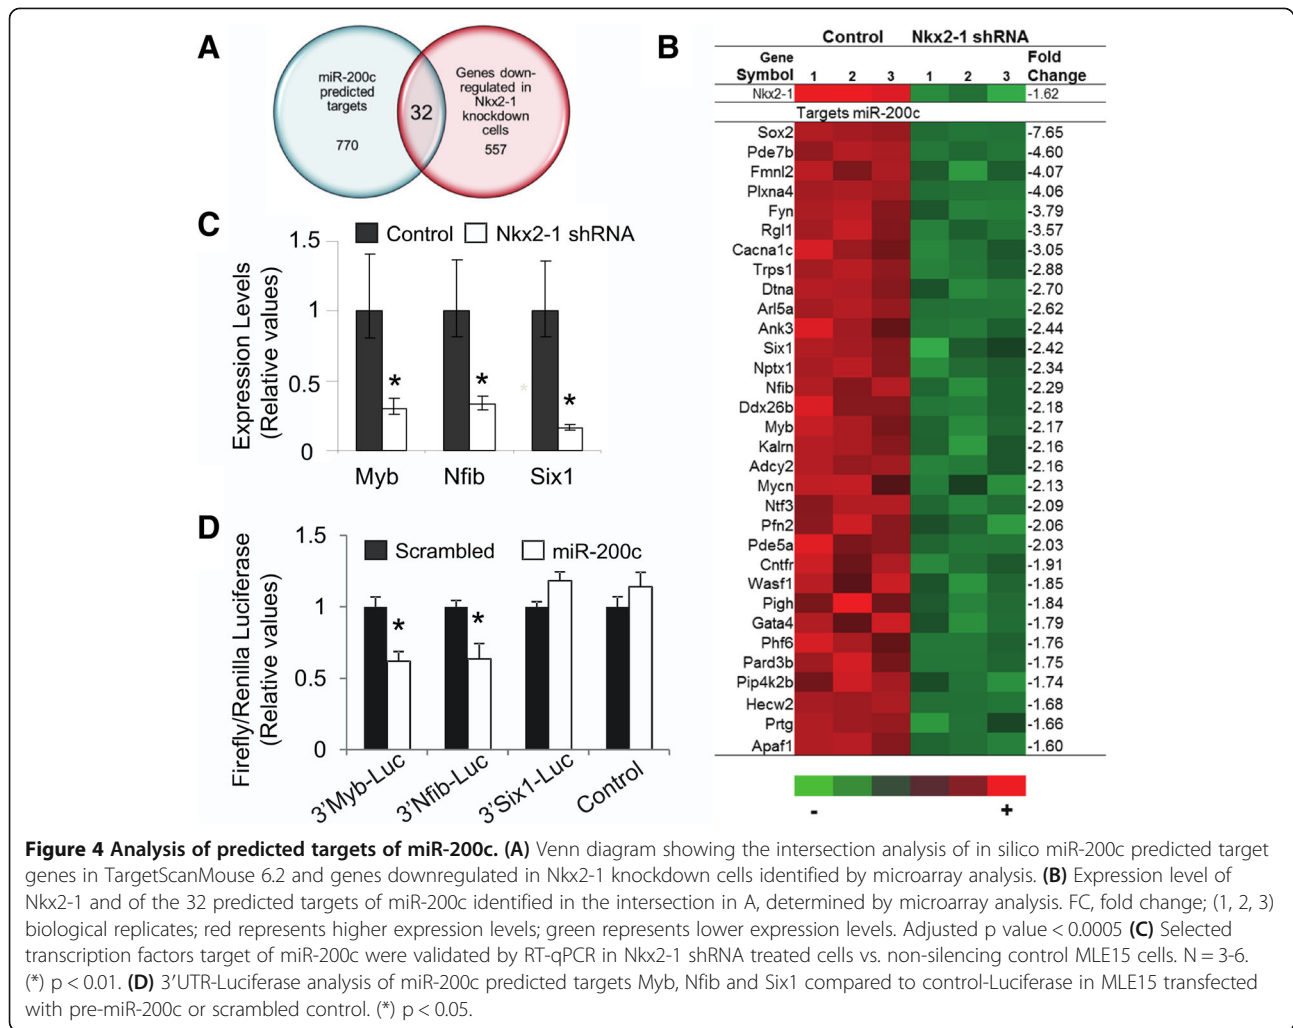 A
miR-200c
predicted
targets
770
32
Genes down-
regulated in
Nkx2-1
knockdown
cells
557
B
Control Nkx2-1 shRNA
Gene Symbol 1 2 3 1 2 3 Fold Change
Nkx2-1 -1.62
Targets miR-200c
Sox2 -7.65
Pde7b -4.60
Fmnl2 -4.07
Plxna4 -4.06
Fyn -3.79
Rgl1 -3.57
Cacna1c -3.05
Trps1 -2.88
Dtna -2.70
Arl5a -2.62
Ank3 -2.44
Six1 -2.42
Nptx1 -2.34
Nfib -2.29
Ddx26b -2.18
Myb -2.17
Kalrn -2.16
Adcy2 -2.16
Mycn -2.13
Ntf3 -2.09
Pfn2 -2.06
Pde5a -2.03
Cntfr -1.91
Wasf1 -1.85
Pigh -1.84
Gata4 -1.79
Phf6 -1.76
Pard3b -1.75
Pip4k2b -1.74
Hecw2 -1.68
Prtg -1.66
Apaf1 -1.60
- +
C
Control Nkx2-1 shRNA
Expression Levels
(Relative values)
1.5
1
0.5
0
* * * *
Myb Nfib Six1
D
Scrambled miR-200c
Firefly/Renilla Luciferase
(Relative values)
1.5
1
0.5
0
* *
3'Myb-Luc 3'Nfib-Luc 3'Six1-Luc Control
Figure 4 Analysis of predicted targets of miR-200c. (A) Venn diagram showing the intersection analysis of in silico miR-200c predicted target
genes in TargetScanMouse 6.2 and genes downregulated in Nkx2-1 knockdown cells identified by microarray analysis. (B) Expression level of
Nkx2-1 and of the 32 predicted targets of miR-200c identified in the intersection in A, determined by microarray analysis. FC, fold change; (1, 2, 3)
biological replicates; red represents higher expression levels; green represents lower expression levels. Adjusted p value < 0.0005 (C) Selected
transcription factors target of miR-200c were validated by RT-qPCR in Nkx2-1 shRNA treated cells vs. non-silencing control MLE15 cells. N = 3-6.
(*) p < 0.01. (D) 3′UTR-Luciferase analysis of miR-200c predicted targets Myb, Nfib and Six1 compared to control-Luciferase in MLE15 transfected
with pre-miR-200c or scrambled control. (*) p < 0.05.